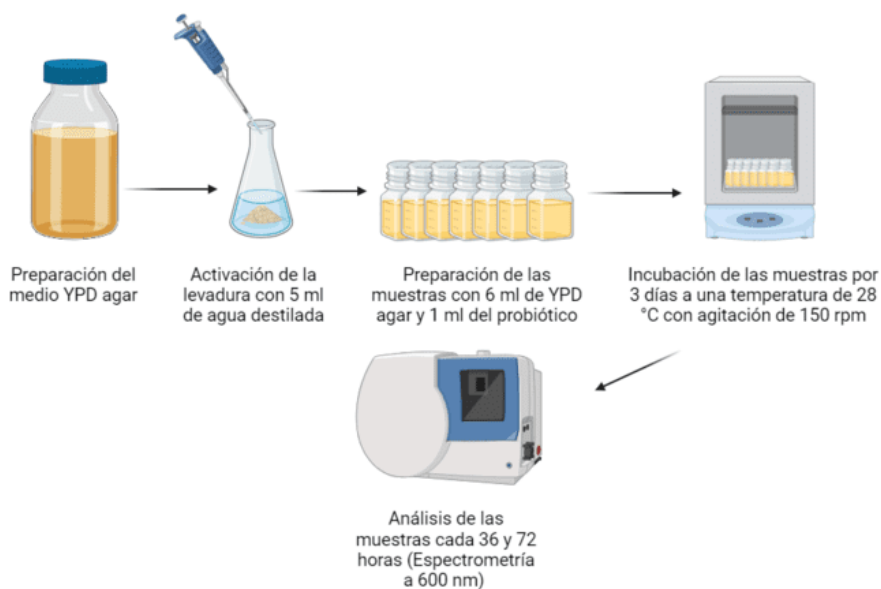 Preparación del
medio YPD agar
Activación de la
levadura con 5 ml
de agua destilada
Preparación de las
muestras con 6 ml de YPD
agar y 1 ml del probiótico
Incubación de las muestras por
3 días a una temperatura de 28
°C con agitación de 150 rpm
Análisis de las
muestras cada 36 y 72
horas (Espectrometría
a 600 nm)